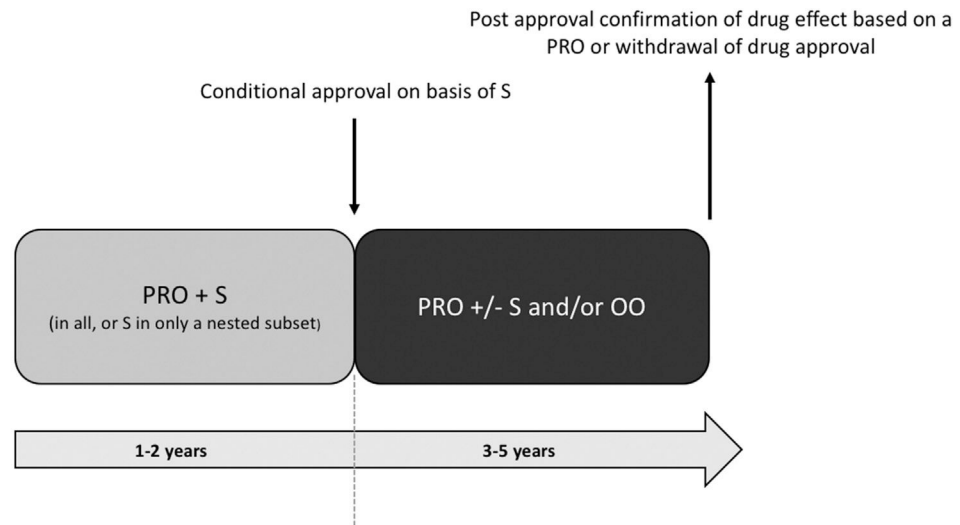 Post approval confirmation of drug effect based on a
PRO or withdrawal of drug approval
Conditional approval on basis of S
PRO + S
(in all, or S in only a nested subset)
PRO +/- S and/or OO
1-2 years
3-5 years